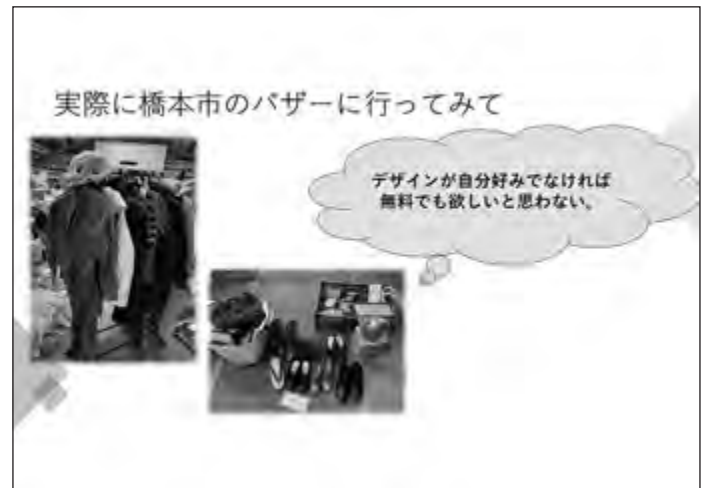 実際に橋本市のバザーに行ってみて
デザインが自分好みでなければ
無料でも欲しいと思わない。